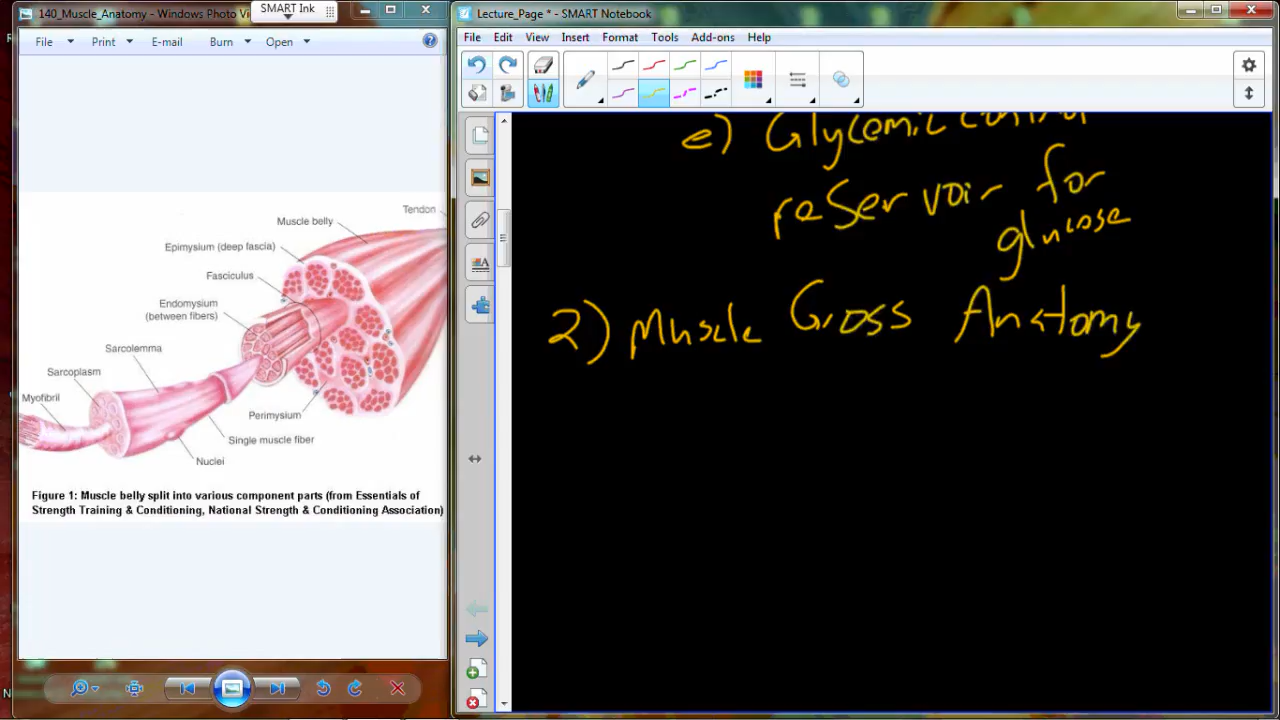 140_Muscle_Anatomy - Windows Photo Vi
SMART Ink
File Print E-mail Burn Open
Tendon
Muscle belly
Epimysium (deep fascia)
Fasciculus
Endomysium
(between fibers)
Sarcolemma
Sarcoplasm
Myofibril
Perimysium
Single muscle fiber
Nuclei
Figure 1: Muscle belly split into various component parts (from Essentials of
Strength Training & Conditioning, National Strength & Conditioning Association)
Lecture_Page * - SMART Notebook
File Edit View Insert Format Tools Add-ons Help
e) Glycemic control
reservoir for
glucose
2) Muscle Gross Anatomy